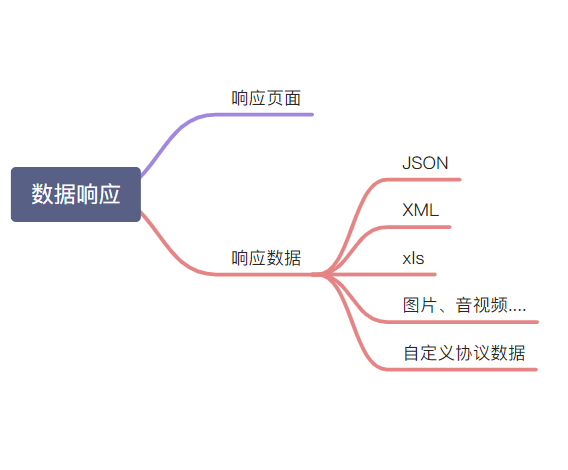 数据响应
响应页面
响应数据
JSON
XML
xls
图片、音视频....
自定义协议数据